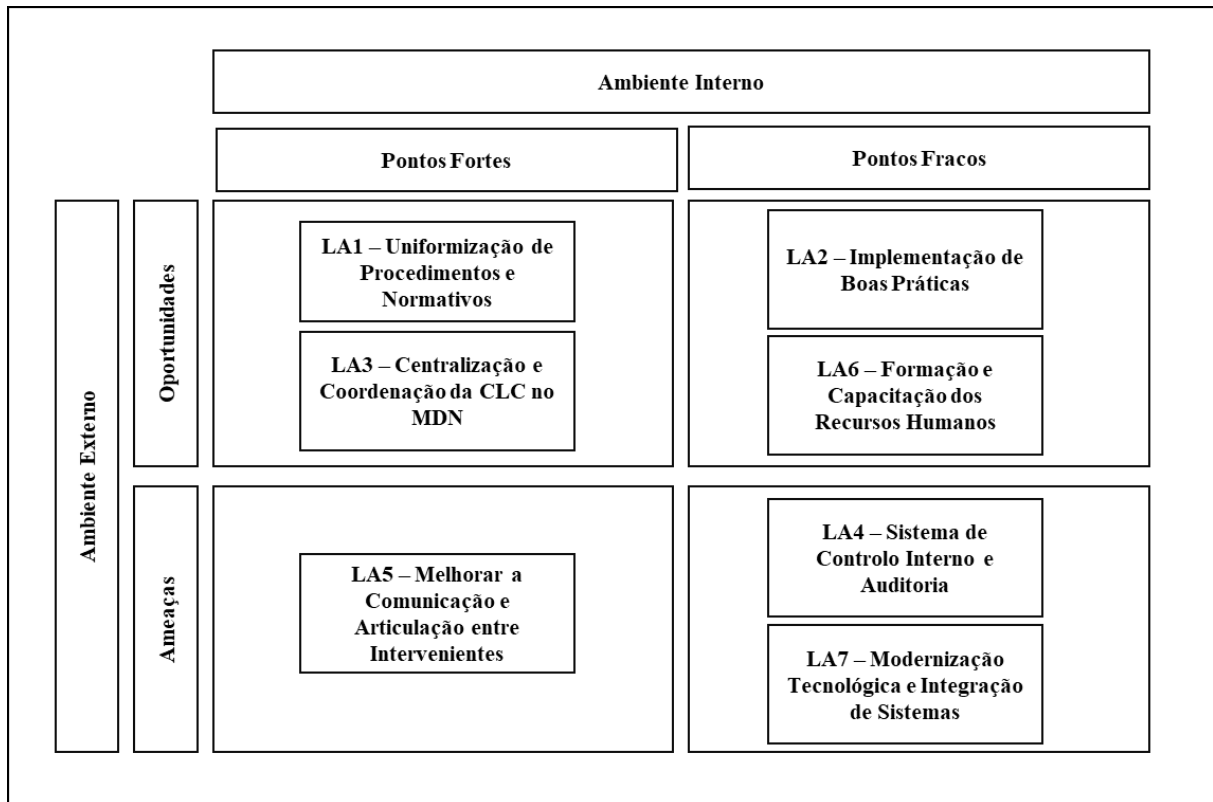 Ambiente Interno
Pontos Fortes
Pontos Fracos
Ambiente Externo
Oportunidades
LA1 – Uniformização de
Procedimentos e
Normativos
LA3 – Centralização e
Coordenação da CLC no
MDN
LA2 – Implementação de
Boas Práticas
LA6 – Formação e
Capacitação dos
Recursos Humanos
Ameaças
LA5 – Melhorar a
Comunicação e
Articulação entre
Intervenientes
LA4 – Sistema de
Controlo Interno e
Auditoria
LA7 – Modernização
Tecnológica e Integração
de Sistemas